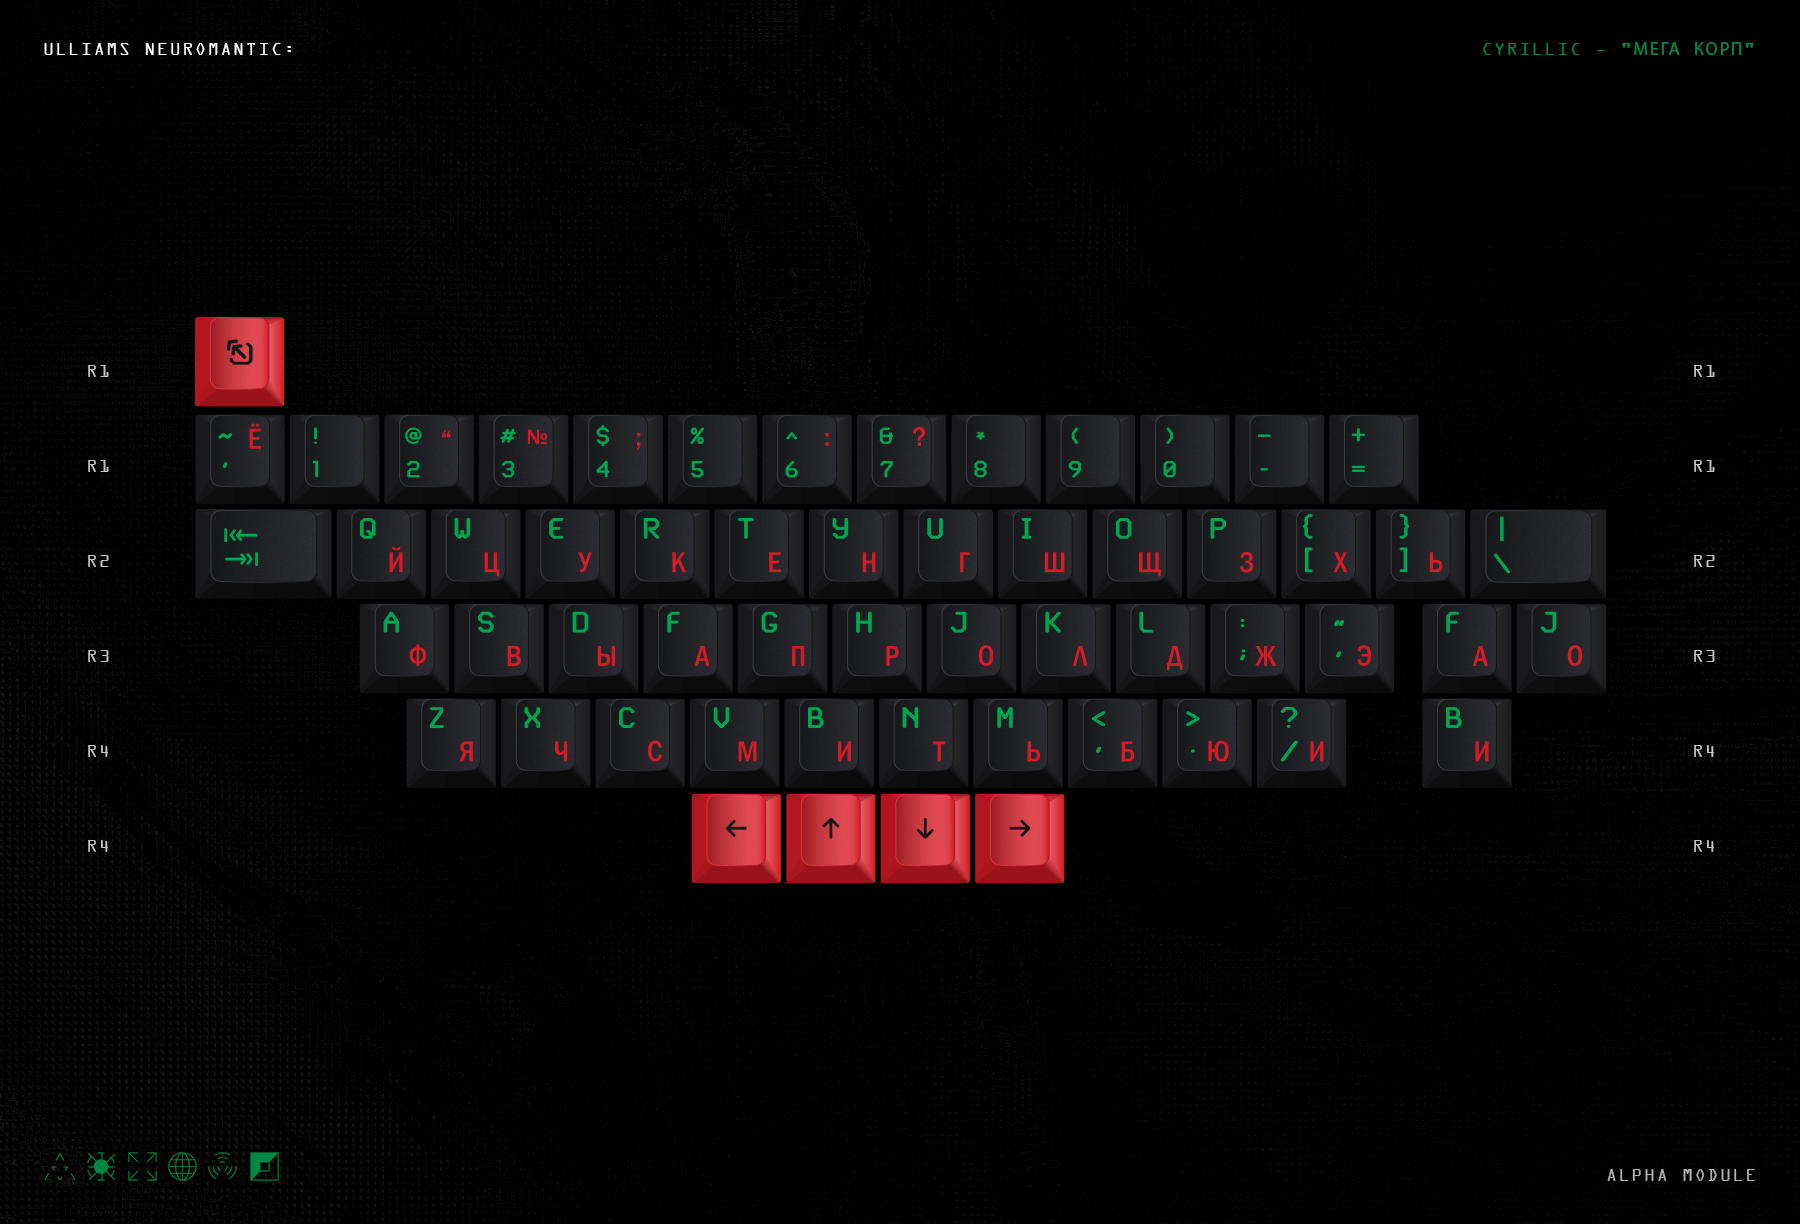 ULLIAMS NEUROMANTIC:
CYRILLIC - "МЕГА КОРП"
R1 R1
R1 ~ Ё ' ! 1 @ “ 2 # № 3 $ ; 4 % 5 ^ : 6 & ? 7 * 8 ( 9 ) 0 – - + = R1
R2 Q Й W Ц E У R К T Е Y Н U Г I Ш O Щ P З { [ Х } ] Ь | \ R2
R3 A Ф S В D Ы F А G П H Р J О K Л L Д : ; Ж " ' Э F А J О R3
R4 Z Я X Ч C С V М B И N Т M Ь < , Б > . Ю ? / И B И R4
R4 ← ↑ ↓ → R4
ALPHA MODULE